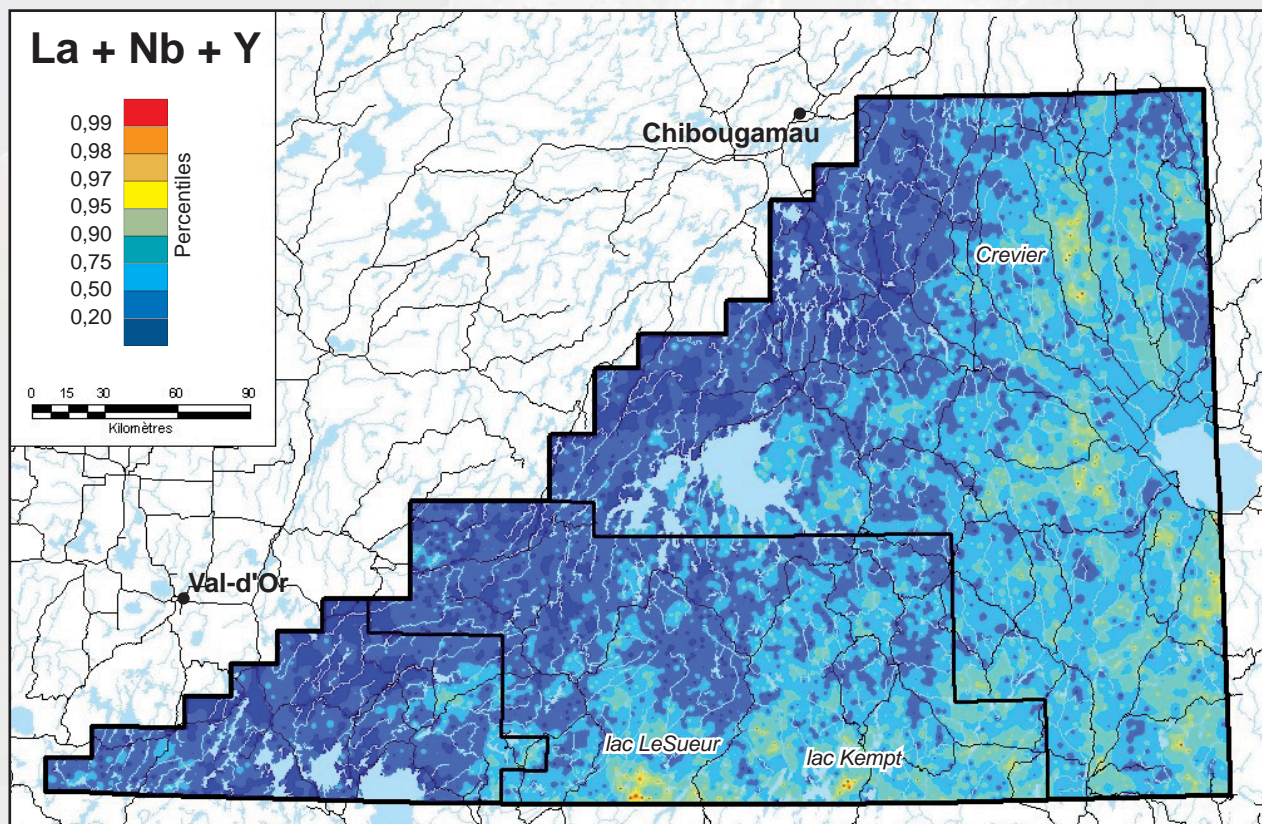 La + Nb + Y
0,99
0,98
0,97
0,95
0,90
0,75
0,50
0,20
Percentiles
0 15 30 60 90
Kilomètres
Chibougamau
Crevier
Val-d'Or
lac LeSueur
lac Kempt